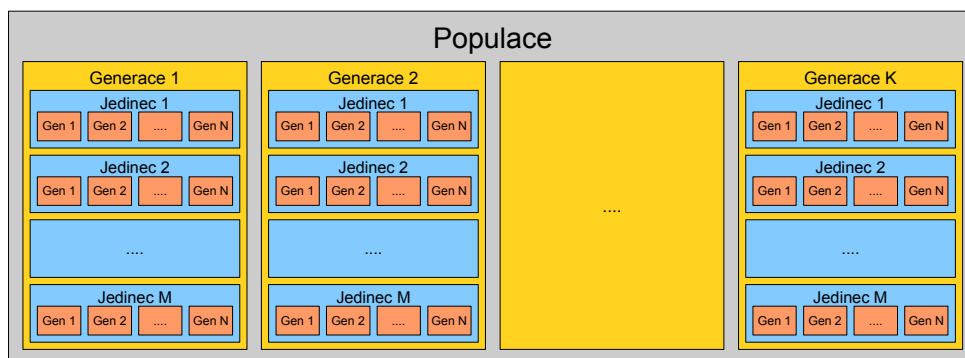 Populace
Generace 1
Jedinec 1
Gen 1 Gen 2 .... Gen N
Jedinec 2
Gen 1 Gen 2 .... Gen N
....
Jedinec M
Gen 1 Gen 2 .... Gen N
Generace 2
Jedinec 1
Gen 1 Gen 2 .... Gen N
Jedinec 2
Gen 1 Gen 2 .... Gen N
....
Jedinec M
Gen 1 Gen 2 .... Gen N
....
Generace K
Jedinec 1
Gen 1 Gen 2 .... Gen N
Jedinec 2
Gen 1 Gen 2 .... Gen N
....
Jedinec M
Gen 1 Gen 2 .... Gen N